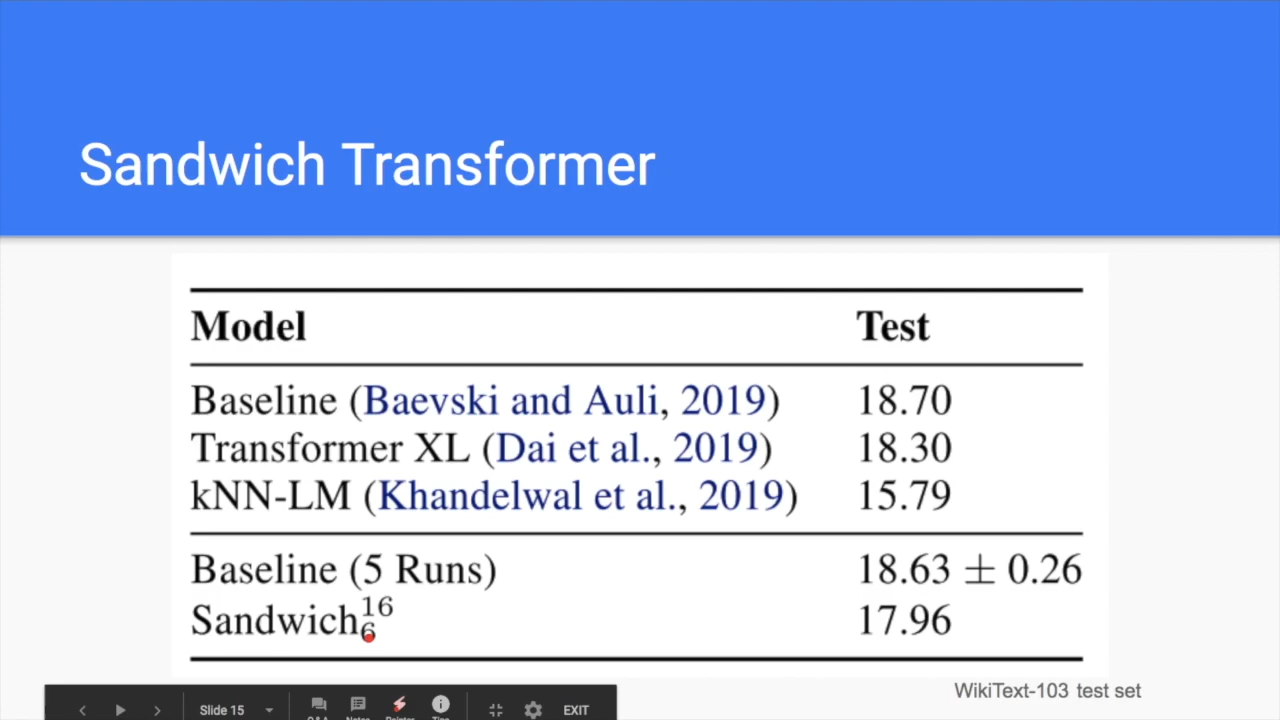 Sandwich Transformer
Model Test
Baseline (Baevski and Auli, 2019) 18.70
Transformer XL (Dai et al., 2019) 18.30
kNN-LM (Khandelwal et al., 2019) 15.79
Baseline (5 Runs) 18.63 ± 0.26
Sandwich₆¹⁶ 17.96
WikiText-103 test set
Slide 15 EXIT